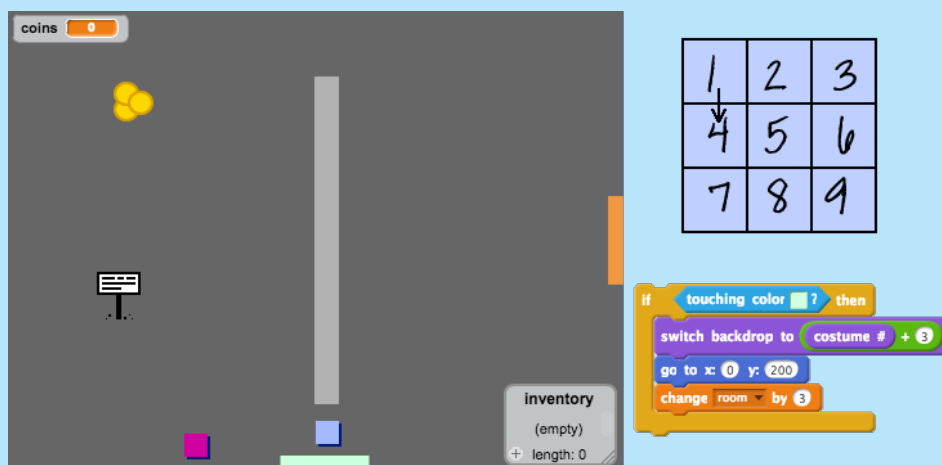 coins 0
inventory
(empty)
+ length: 0
1 2 3
4 5 6
7 8 9
if touching color ? then
switch backdrop to costume # + 3
go to x: 0 y: 200
change room by 3